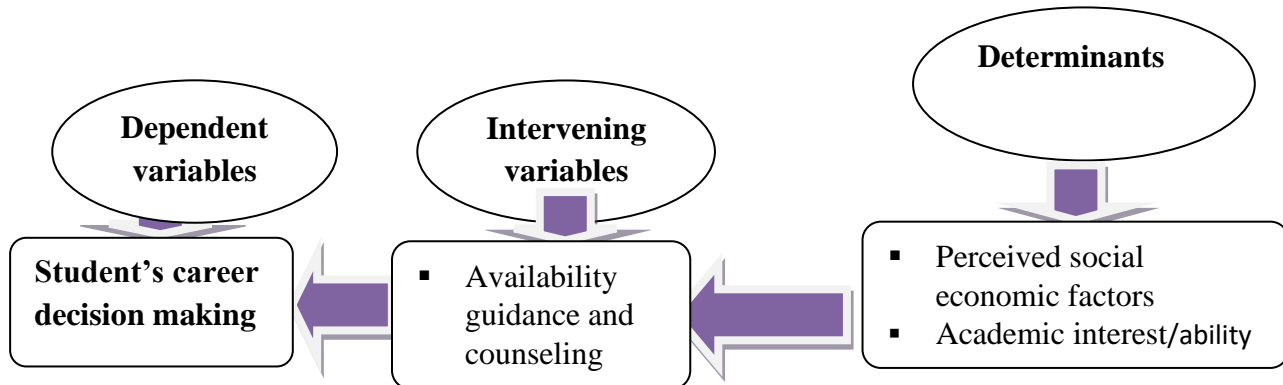 Determinants
Dependent
variables
Intervening
variables
Student’s career
decision making
▪ Availability
guidance and
counseling
▪ Perceived social
economic factors
▪ Academic interest/ability